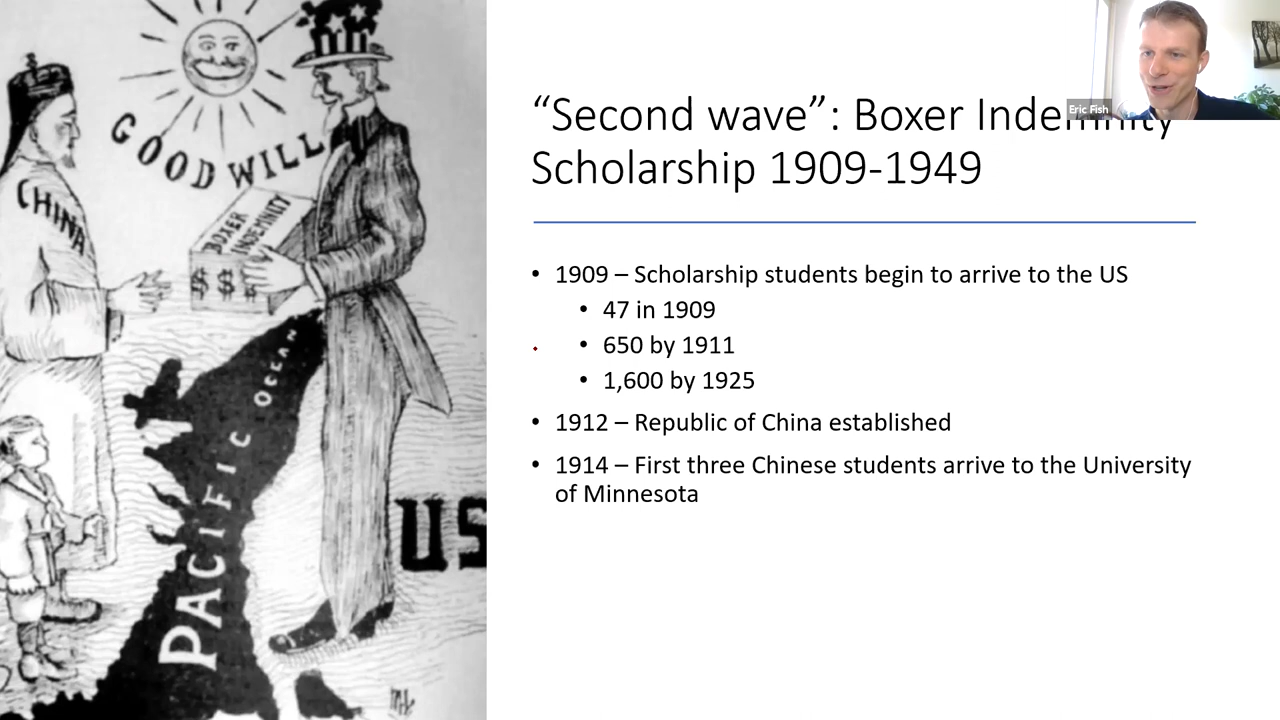 GOOD WILL
CHINA
BOXER
INDEMNITY
$$$
PACIFIC OCEAN
US
Eric Fish
“Second wave”: Boxer Indemnity
Scholarship 1909-1949
• 1909 – Scholarship students begin to arrive to the US
• 47 in 1909
• 650 by 1911
• 1,600 by 1925
• 1912 – Republic of China established
• 1914 – First three Chinese students arrive to the University
of Minnesota